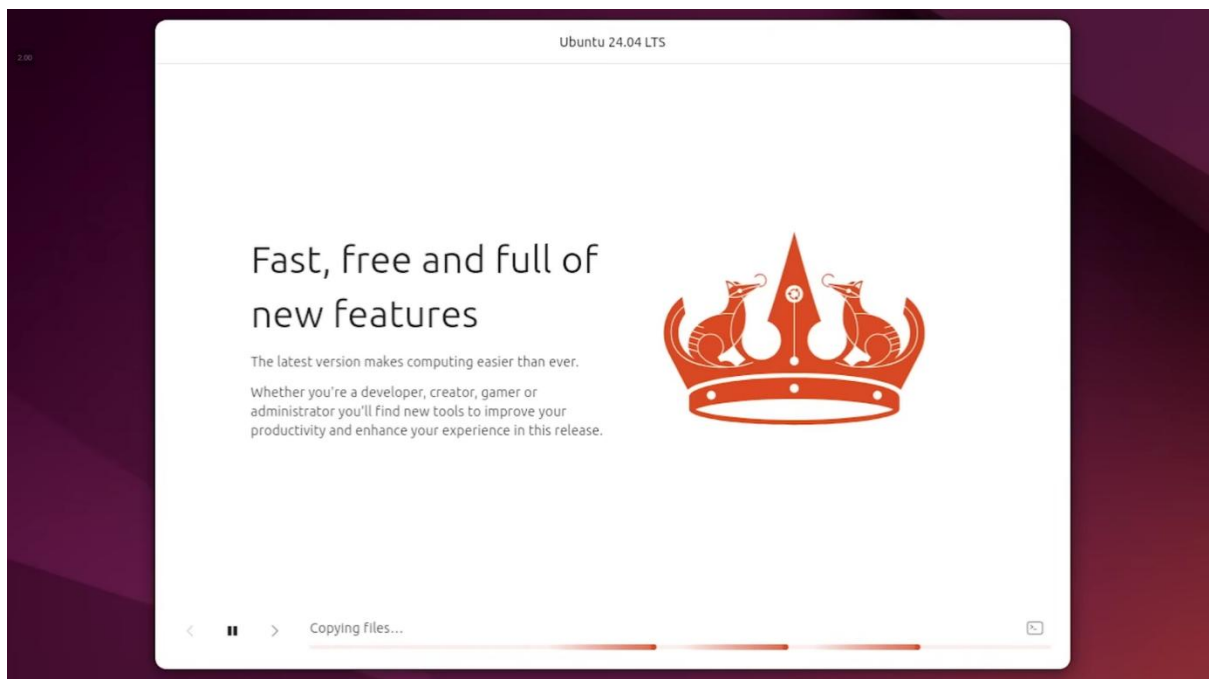 Ubuntu 24.04 LTS
2:00
Fast, free and full of
new features
The latest version makes computing easier than ever.
Whether you're a developer, creator, gamer or
administrator you'll find new tools to improve your
productivity and enhance your experience in this release.
Copying files...